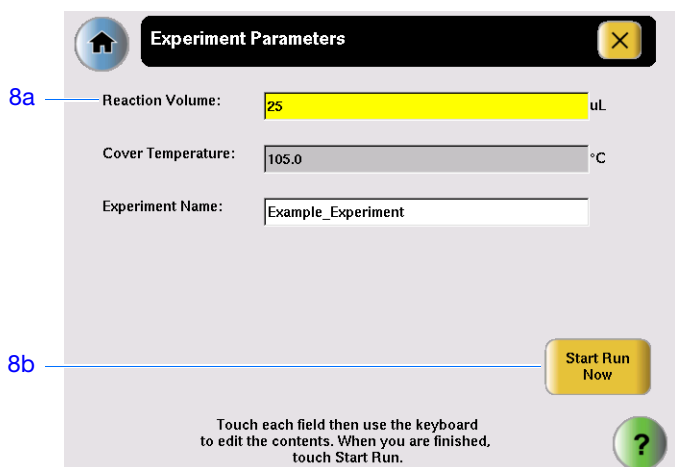 Experiment Parameters
8a
Reaction Volume:
25
uL
Cover Temperature:
105.0
°C
Experiment Name:
Example_Experiment
8b
Start Run
Now
Touch each field then use the keyboard
to edit the contents. When you are finished,
touch Start Run.
?